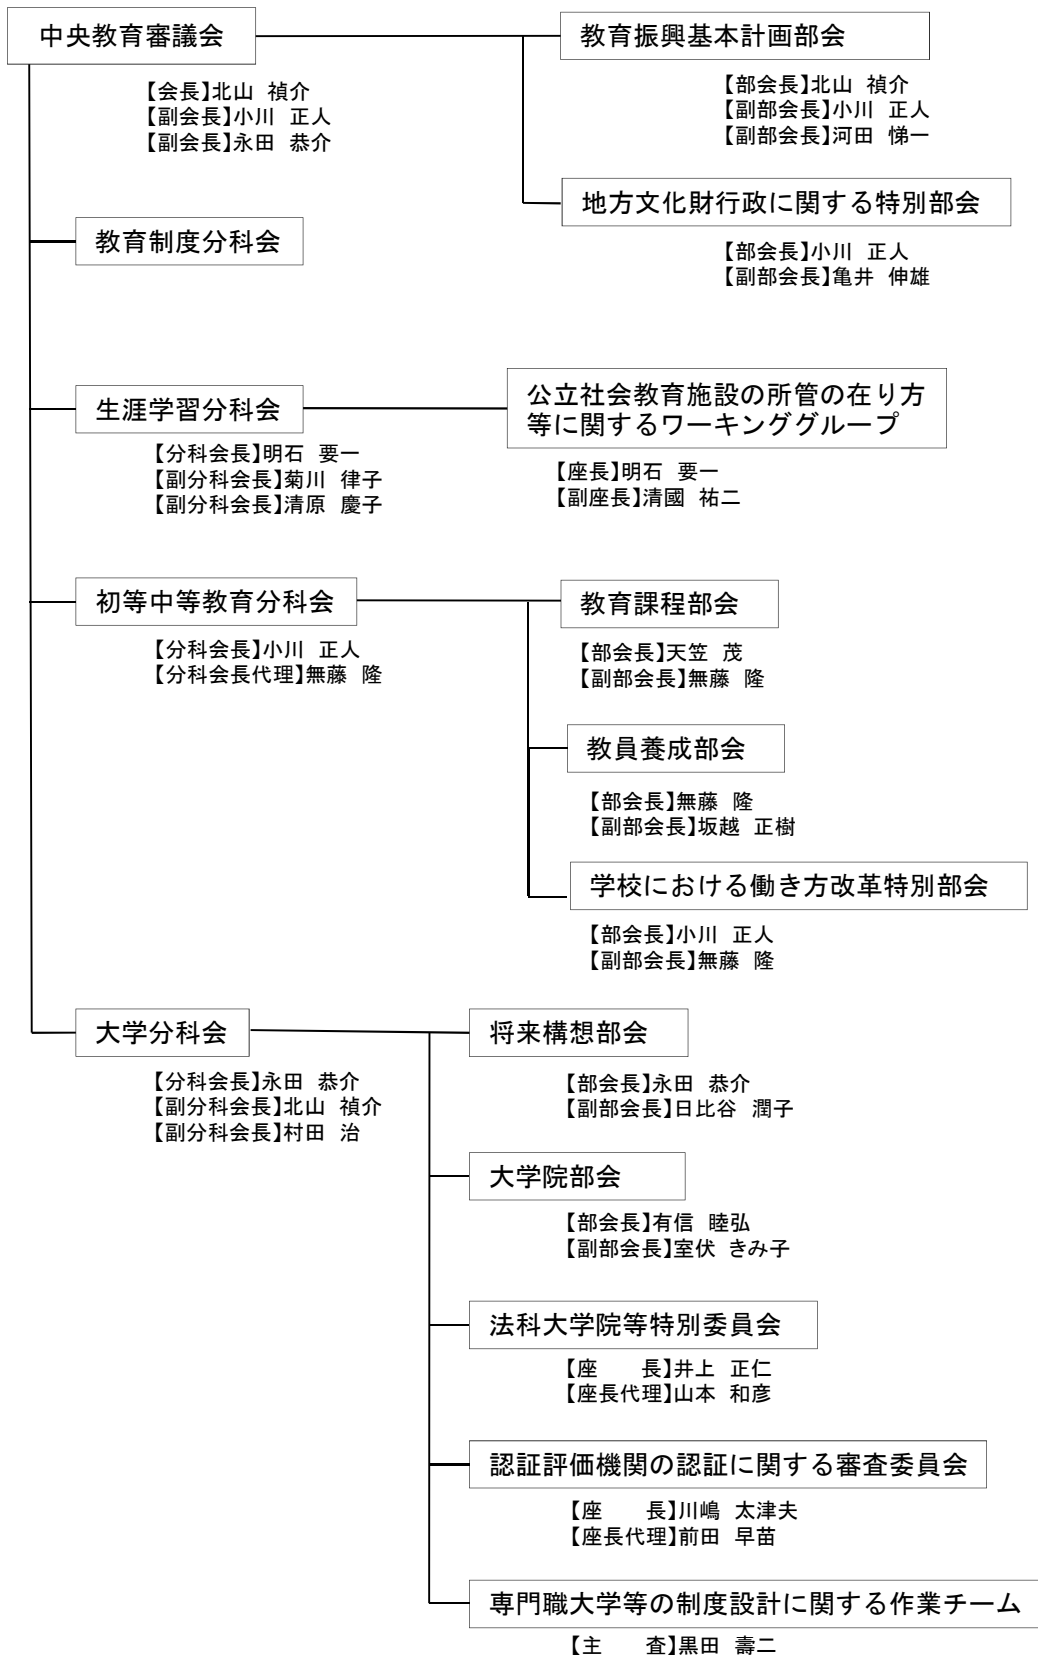 中央教育審議会
【会長】北山 禎介
【副会長】小川 正人
【副会長】永田 恭介
教育振興基本計画部会
【部会長】北山 禎介
【副部会長】小川 正人
【副部会長】河田 悌一
地方文化財行政に関する特別部会
【部会長】小川 正人
【副部会長】亀井 伸雄
教育制度分科会
生涯学習分科会
【分科会長】明石 要一
【副分科会長】菊川 律子
【副分科会長】清原 慶子
公立社会教育施設の所管の在り方
等に関するワーキンググループ
【座長】明石 要一
【副座長】清國 祐二
初等中等教育分科会
【分科会長】小川 正人
【分科会長代理】無藤 隆
教育課程部会
【部会長】天笠 茂
【副部会長】無藤 隆
教員養成部会
【部会長】無藤 隆
【副部会長】坂越 正樹
学校における働き方改革特別部会
【部会長】小川 正人
【副部会長】無藤 隆
大学分科会
【分科会長】永田 恭介
【副分科会長】北山 禎介
【副分科会長】村田 治
将来構想部会
【部会長】永田 恭介
【副部会長】日比谷 潤子
大学院部会
【部会長】有信 睦弘
【副部会長】室伏 きみ子
法科大学院等特別委員会
【座　　長】井上 正仁
【座長代理】山本 和彦
認証評価機関の認証に関する審査委員会
【座　　長】川嶋 太津夫
【座長代理】前田 早苗
専門職大学等の制度設計に関する作業チーム
【主　　査】黒田 壽二